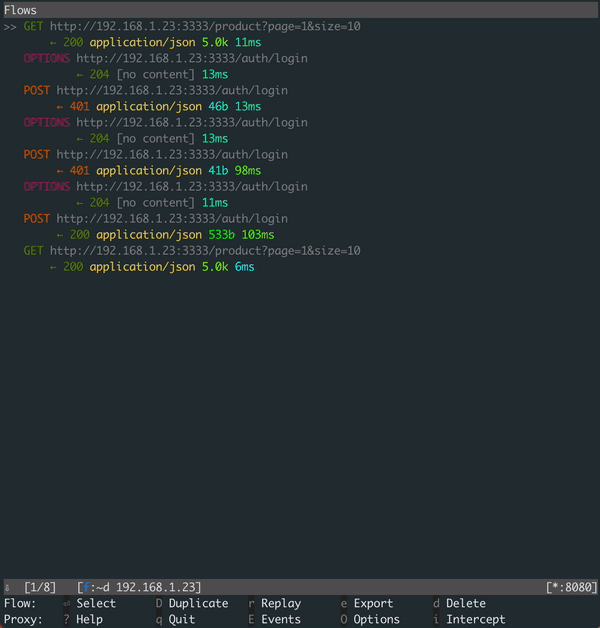 Flows
>> GET http://192.168.1.23:3333/product?page=1&size=10
← 200 application/json 5.0k 11ms
OPTIONS http://192.168.1.23:3333/auth/login
← 204 [no content] 13ms
POST http://192.168.1.23:3333/auth/login
← 401 application/json 46b 13ms
OPTIONS http://192.168.1.23:3333/auth/login
← 204 [no content] 13ms
POST http://192.168.1.23:3333/auth/login
← 401 application/json 41b 98ms
OPTIONS http://192.168.1.23:3333/auth/login
← 204 [no content] 11ms
POST http://192.168.1.23:3333/auth/login
← 200 application/json 533b 103ms
GET http://192.168.1.23:3333/product?page=1&size=10
← 200 application/json 5.0k 6ms
⇩ [1/8] [f:~d 192.168.1.23] [*:8080]
Flow: ⏎ Select D Duplicate r Replay e Export d Delete
Proxy: ? Help q Quit E Events O Options i Intercept